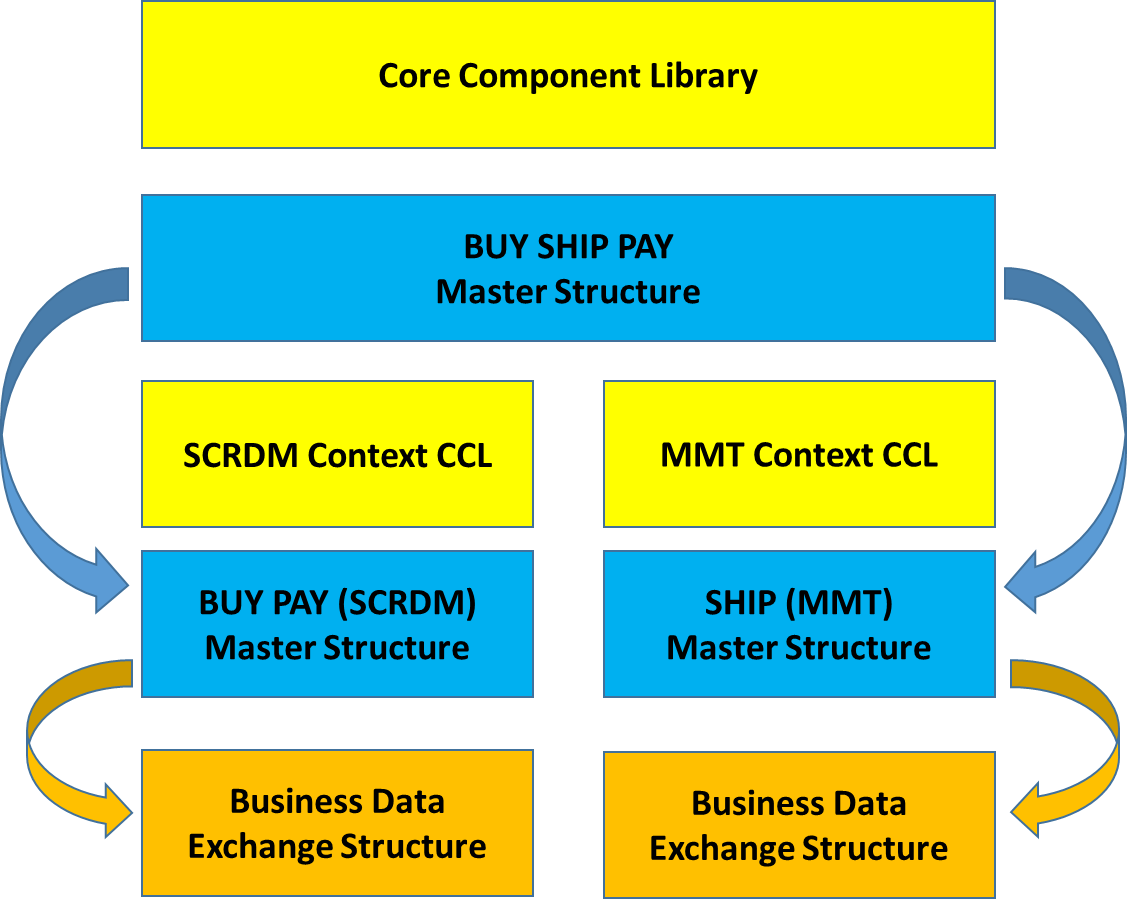 Core Component Library
BUY SHIP PAY
Master Structure
SCRDM Context CCL
MMT Context CCL
BUY PAY (SCRDM)
Master Structure
SHIP (MMT)
Master Structure
Business Data
Exchange Structure
Business Data
Exchange Structure